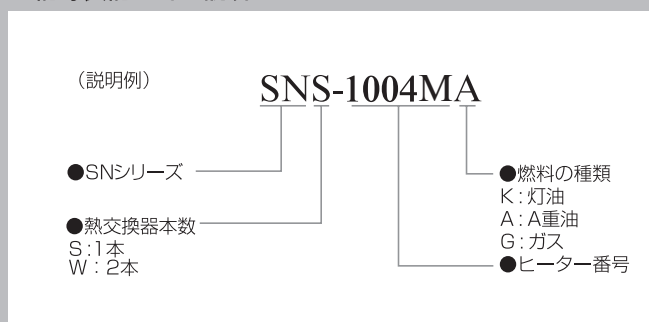 （説明例）
SNS-1004MA
●SNシリーズ
●熱交換器本数
S：1本
W：2本
●燃料の種類
K：灯油
A：A重油
G：ガス
●ヒーター番号